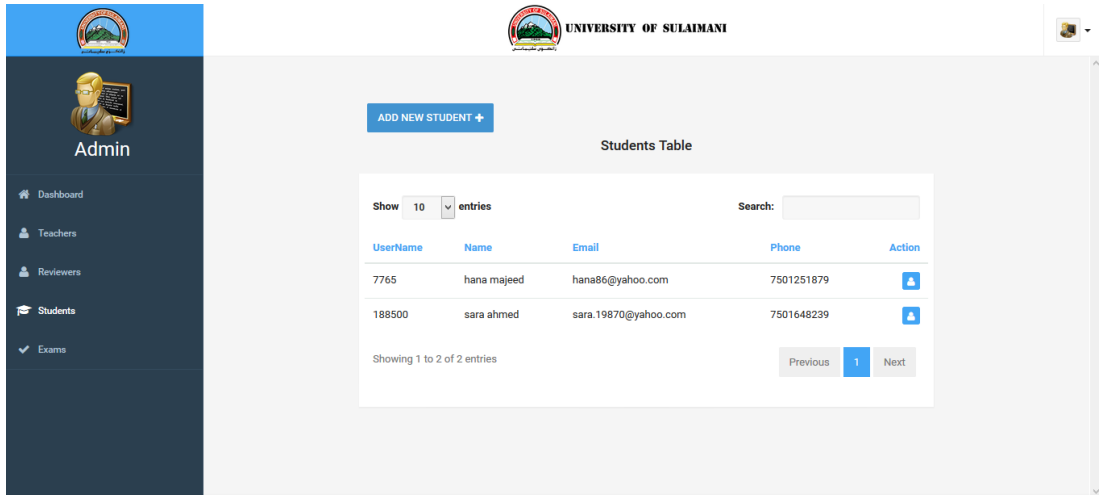 UNIVERSITY OF SULAIMANI
Admin
Dashboard
Teachers
Reviewers
Students
Exams
ADD NEW STUDENT +
Students Table
Show 10 entries Search:
UserName Name Email Phone Action
7765 hana majeed hana86@yahoo.com 7501251879
188500 sara ahmed sara.19870@yahoo.com 7501648239
Showing 1 to 2 of 2 entries Previous 1 Next